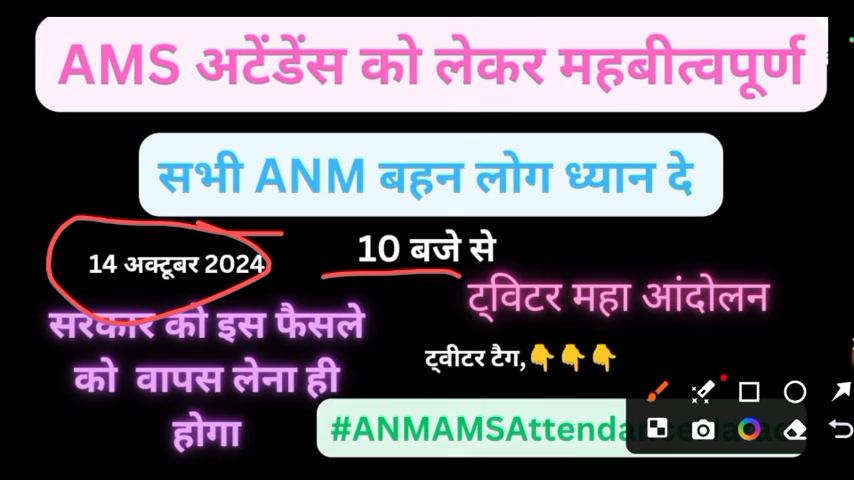 AMS अटेंडेंस को लेकर महबीत्वपूर्ण
सभी ANM बहन लोग ध्यान दे
14 अक्टूबर 2024
10 बजे से
ट्विटर महा आंदोलन
सरकार को इस फैसले
को वापस लेना ही
होगा
ट्वीटर टैग,👇👇👇